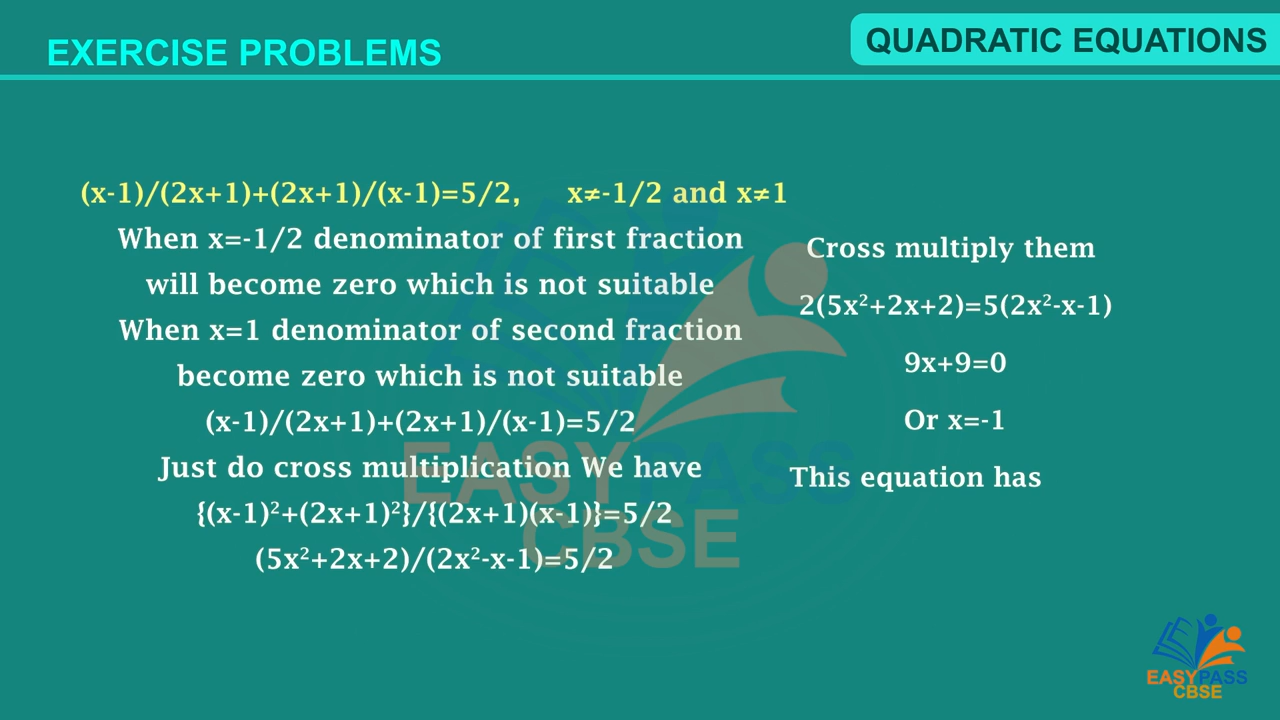 EXERCISE PROBLEMS
QUADRATIC EQUATIONS
(x-1)/(2x+1)+(2x+1)/(x-1)=5/2, x≠-1/2 and x≠1
When x=-1/2 denominator of first fraction
will become zero which is not suitable
When x=1 denominator of second fraction
become zero which is not suitable
(x-1)/(2x+1)+(2x+1)/(x-1)=5/2
Just do cross multiplication We have
{(x-1)²+(2x+1)²}/{(2x+1)(x-1)}=5/2
(5x²+2x+2)/(2x²-x-1)=5/2
Cross multiply them
2(5x²+2x+2)=5(2x²-x-1)
9x+9=0
Or x=-1
This equation has
EASYPASS
CBSE
EASYPASS
CBSE